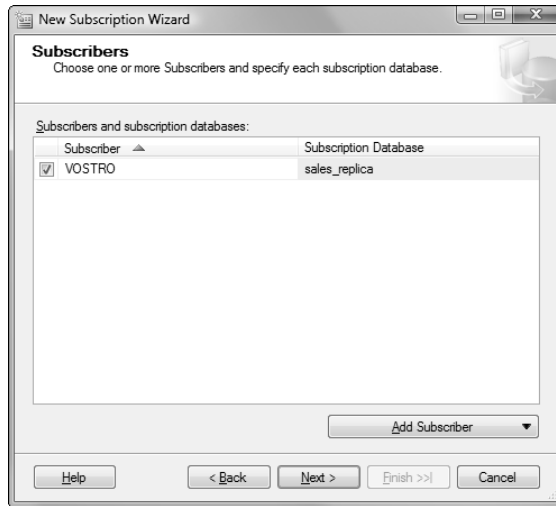 New Subscription Wizard
Subscribers
Choose one or more Subscribers and specify each subscription database.
Subscribers and subscription databases:
Subscriber Subscription Database
VOSTRO sales_replica
Add Subscriber
Help < Back Next > Finish >>| Cancel